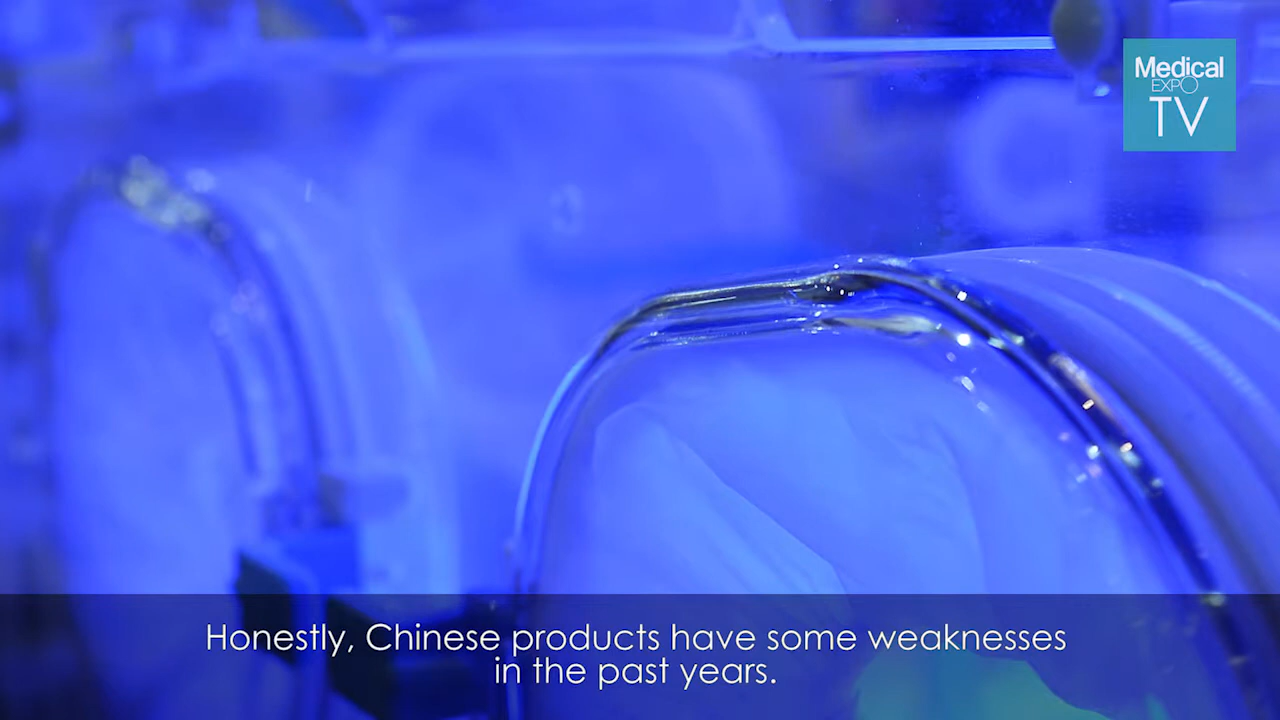 Medical
EXPO
TV
Honestly, Chinese products have some weaknesses
in the past years.